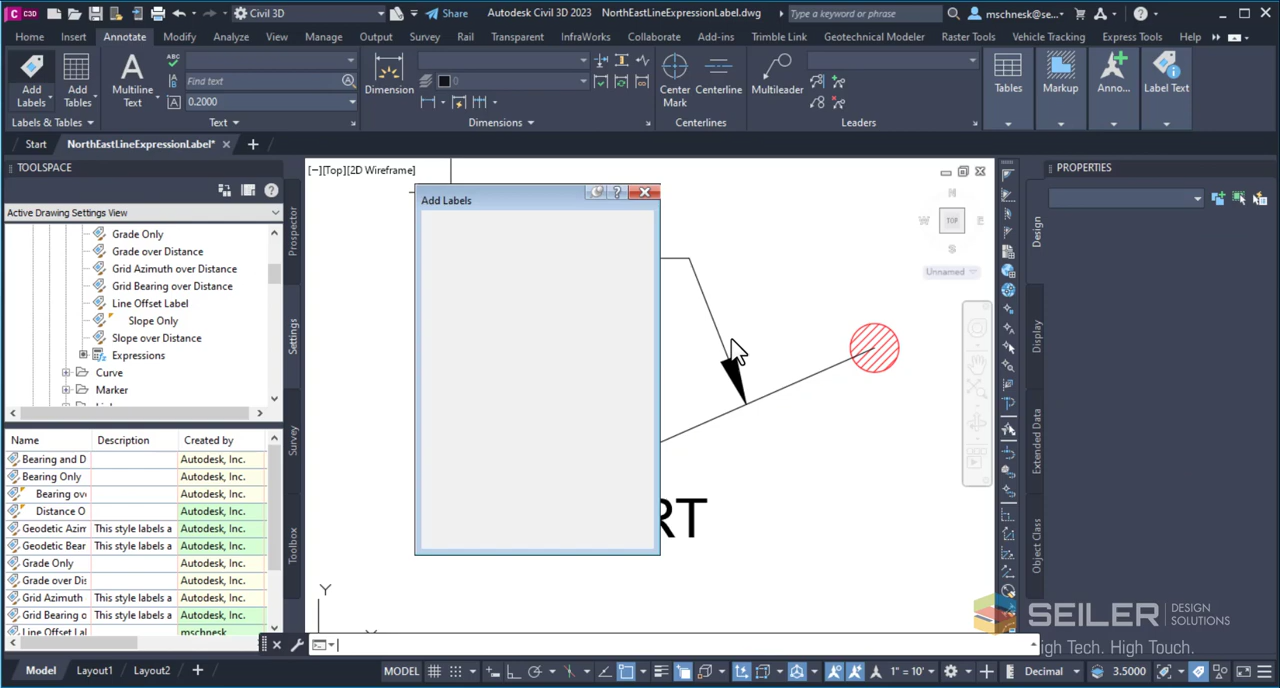 C3D
Civil 3D
Share
Autodesk Civil 3D 2023
NorthEastLineExpressionLabel.dwg
Type a keyword or phrase
mschnesk@se...
Home Insert Annotate Modify Analyze View Manage Output Survey Rail Transparent InfraWorks Collaborate Add-ins Trimble Link Geotechnical Modeler Raster Tools Vehicle Tracking Express Tools Help
Add
Labels
Add
Tables
Labels & Tables
Multiline
Text
ABC
Find text
0.2000
Text
Dimension
0
Dimensions
Center
Mark
Centerline
Centerlines
Multileader
Leaders
Tables
Markup
Anno...
Label Text
Start
NorthEastLineExpressionLabel*
TOOLSPACE
Active Drawing Settings View
Grade Only
Grade over Distance
Grid Azimuth over Distance
Grid Bearing over Distance
Line Offset Label
Slope Only
Slope over Distance
Expressions
Curve
Marker
Name Description Created by
Bearing and D Autodesk, Inc.
Bearing Only Autodesk, Inc.
Bearing ov Autodesk, Inc.
Distance O Autodesk, Inc.
Geodetic Azim This style labels a Autodesk, Inc.
Geodetic Bear This style labels a Autodesk, Inc.
Grade Only Autodesk, Inc.
Grade over Dis Autodesk, Inc.
Grid Azimuth This style labels a Autodesk, Inc.
Grid Bearing o This style labels a Autodesk, Inc.
Line Offset Lal mschnesk
Prospector
Settings
Survey
Toolbox
[−][Top][2D Wireframe]
Add Labels
RT
Y
N
W
TOP
E
S
Unnamed
PROPERTIES
Design
Display
Extended Data
Object Class
SEILER DESIGN
SOLUTIONS
High Tech. High Touch.
Model
Layout1
Layout2
MODEL
1" = 10'
Decimal
3.5000